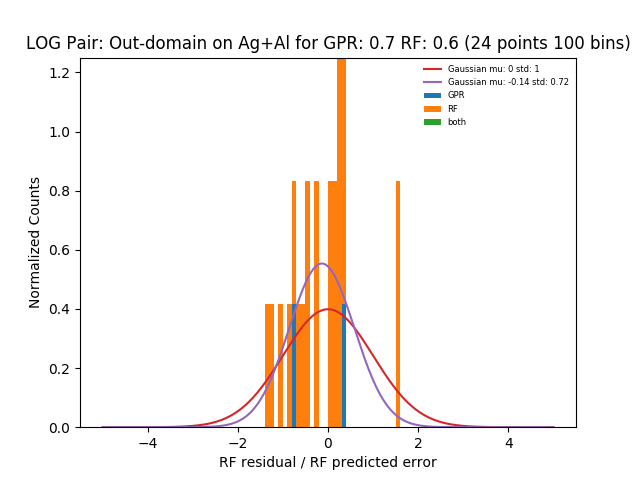 LOG Pair: Out-domain on Ag+Al for GPR: 0.7 RF: 0.6 (24 points 100 bins)
Gaussian mu: 0 std: 1
Gaussian mu: -0.14 std: 0.72
GPR
RF
both
Normalized Counts
1.2
1.0
0.8
0.6
0.4
0.2
0.0
−4 −2 0 2 4
RF residual / RF predicted error